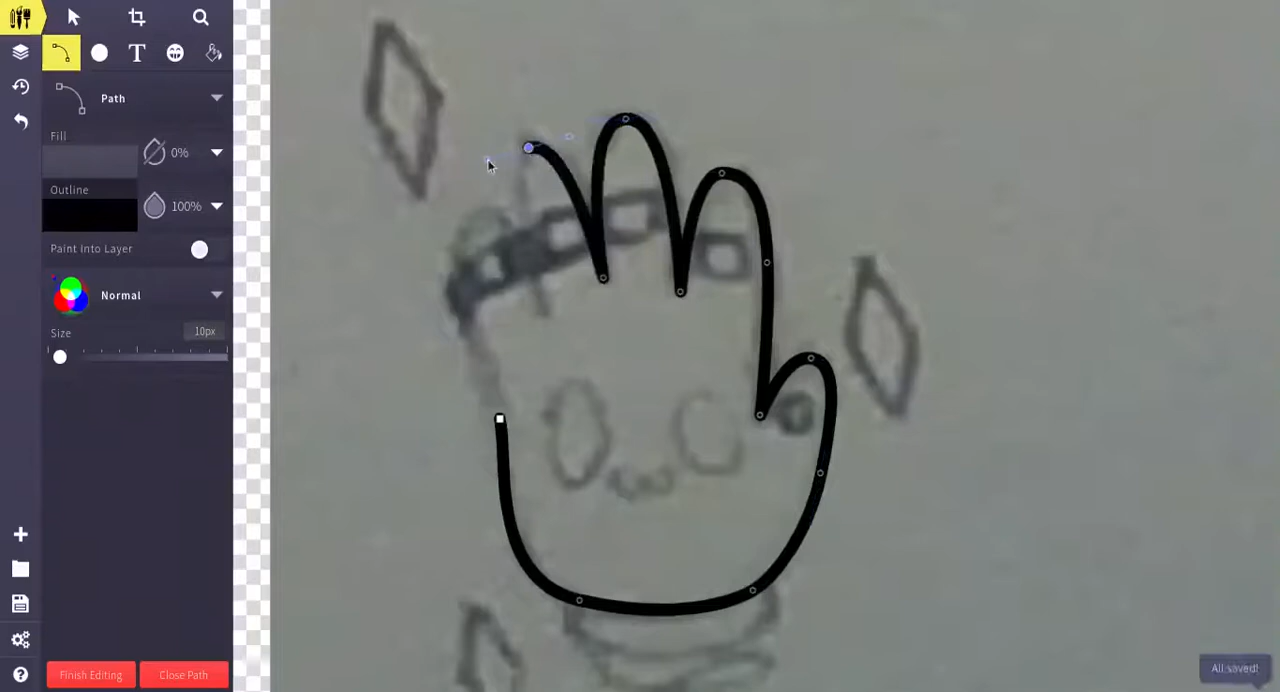 T
Path
Fill
0%
Outline
100%
Paint Into Layer
Normal
Size
10px
Finish Editing
Close Path
All saved!